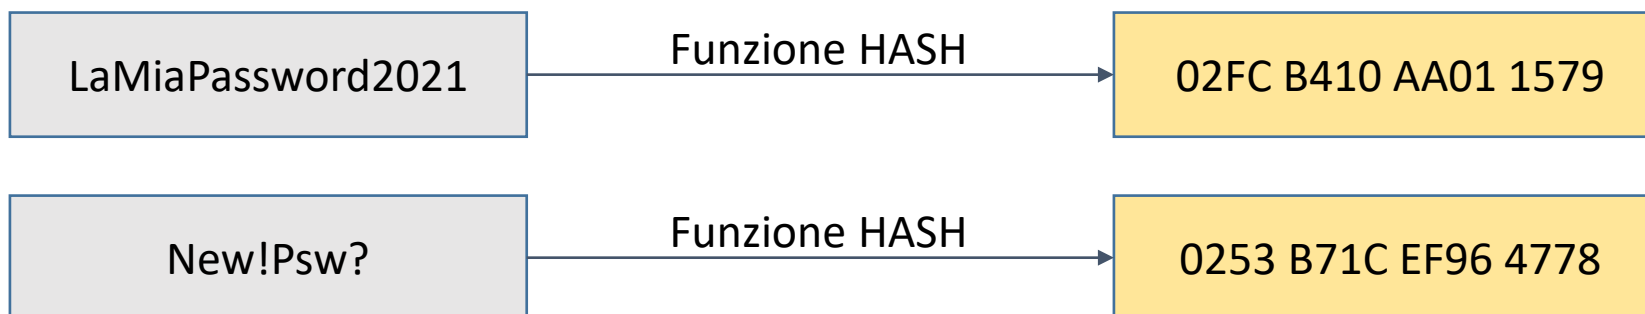 LaMiaPassword2021
Funzione HASH
02FC B410 AA01 1579
New!Psw?
Funzione HASH
0253 B71C EF96 4778